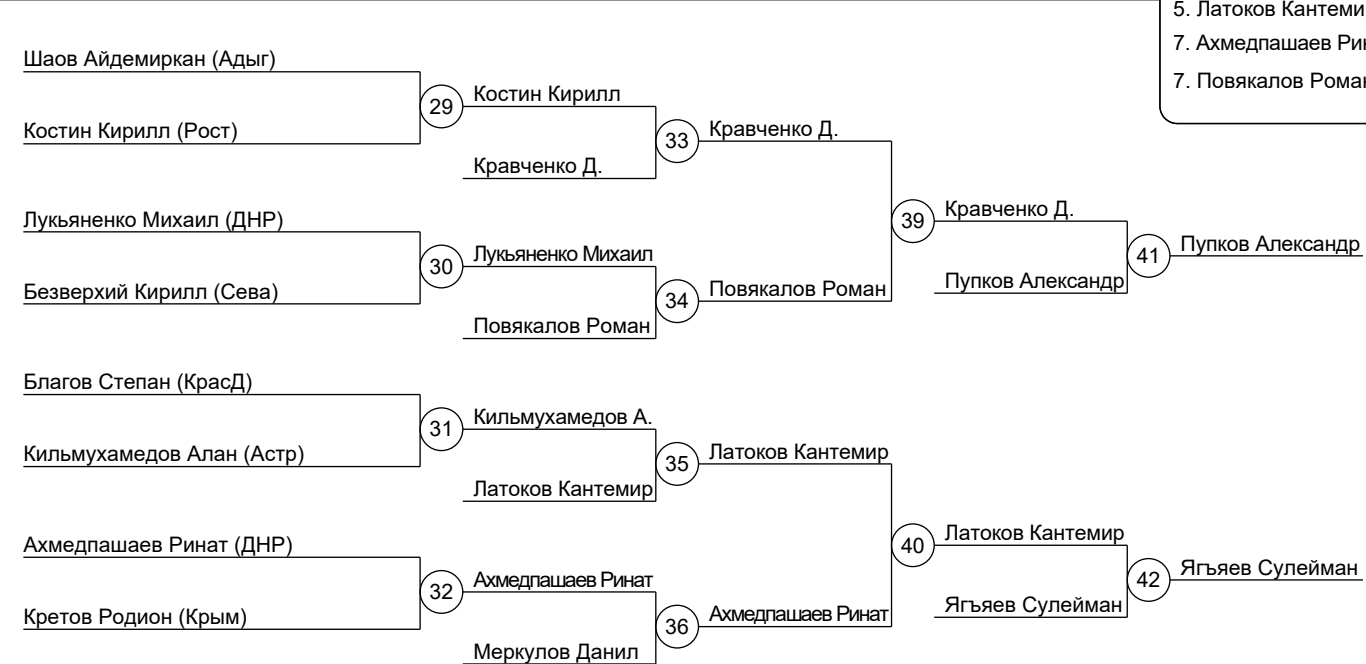 5. Латоков Кантеми
7. Ахмедпашаев Рин
7. Повякалов Роман
Шаов Айдемиркан (Адыг)
29
Костин Кирилл
Костин Кирилл (Рост)
33
Кравченко Д.
Кравченко Д.
Лукьяненко Михаил (ДНР)
39
Кравченко Д.
30
Лукьяненко Михаил
41
Пупков Александр
Безверхий Кирилл (Сева)
34
Повякалов Роман
Пупков Александр
Повякалов Роман
Благов Степан (КрасД)
31
Кильмухамедов А.
Кильмухамедов Алан (Астр)
35
Латоков Кантемир
Латоков Кантемир
Ахмедпашаев Ринат (ДНР)
40
Латоков Кантемир
32
Ахмедпашаев Ринат
42
Ягъяев Сулейман
Кретов Родион (Крым)
36
Ахмедпашаев Ринат
Ягъяев Сулейман
Меркулов Данил